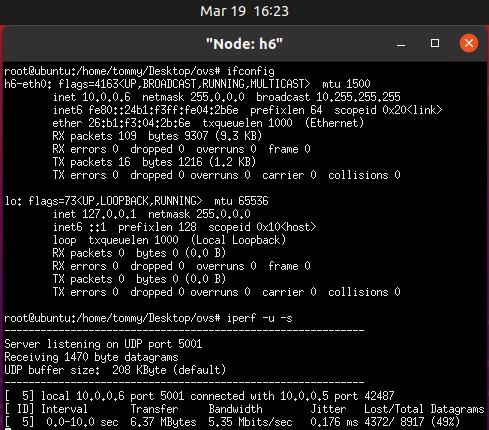 Mar 19 16:23
"Node: h6"
root@ubuntu:/home/tommy/Desktop/ovs# ifconfig
h6-eth0: flags=4163<UP,BROADCAST,RUNNING,MULTICAST>  mtu 1500
        inet 10.0.0.6  netmask 255.0.0.0  broadcast 10.255.255.255
        inet6 fe80::24b1:f3ff:fe04:2b6e  prefixlen 64  scopeid 0x20<link>
        ether 26:b1:f3:04:2b:6e  txqueuelen 1000  (Ethernet)
        RX packets 109  bytes 9307 (9.3 KB)
        RX errors 0  dropped 0  overruns 0  frame 0
        TX packets 16  bytes 1216 (1.2 KB)
        TX errors 0  dropped 0 overruns 0  carrier 0  collisions 0
lo: flags=73<UP,LOOPBACK,RUNNING>  mtu 65536
        inet 127.0.0.1  netmask 255.0.0.0
        inet6 ::1  prefixlen 128  scopeid 0x10<host>
        loop  txqueuelen 1000  (Local Loopback)
        RX packets 0  bytes 0 (0.0 B)
        RX errors 0  dropped 0  overruns 0  frame 0
        TX packets 0  bytes 0 (0.0 B)
        TX errors 0  dropped 0 overruns 0  carrier 0  collisions 0
root@ubuntu:/home/tommy/Desktop/ovs# iperf -u -s
------------------------------------------------------------
Server listening on UDP port 5001
Receiving 1470 byte datagrams
UDP buffer size:  208 KByte (default)
------------------------------------------------------------
[  5] local 10.0.0.6 port 5001 connected with 10.0.0.5 port 42487
[ ID] Interval       Transfer     Bandwidth        Jitter   Lost/Total Datagrams
[  5]  0.0-10.0 sec  6.37 MBytes  5.35 Mbits/sec   0.176 ms 4372/ 8917 (49%)